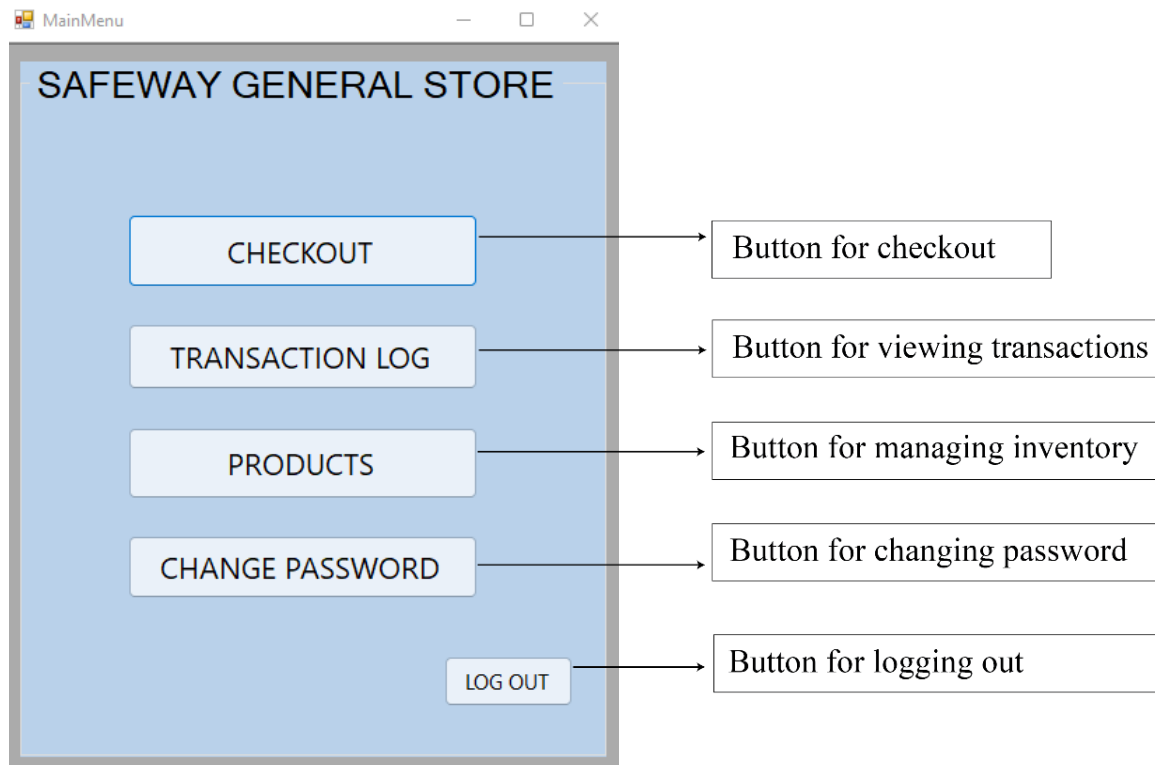 MainMenu
SAFEWAY GENERAL STORE
CHECKOUT
Button for checkout
TRANSACTION LOG
Button for viewing transactions
PRODUCTS
Button for managing inventory
CHANGE PASSWORD
Button for changing password
LOG OUT
Button for logging out